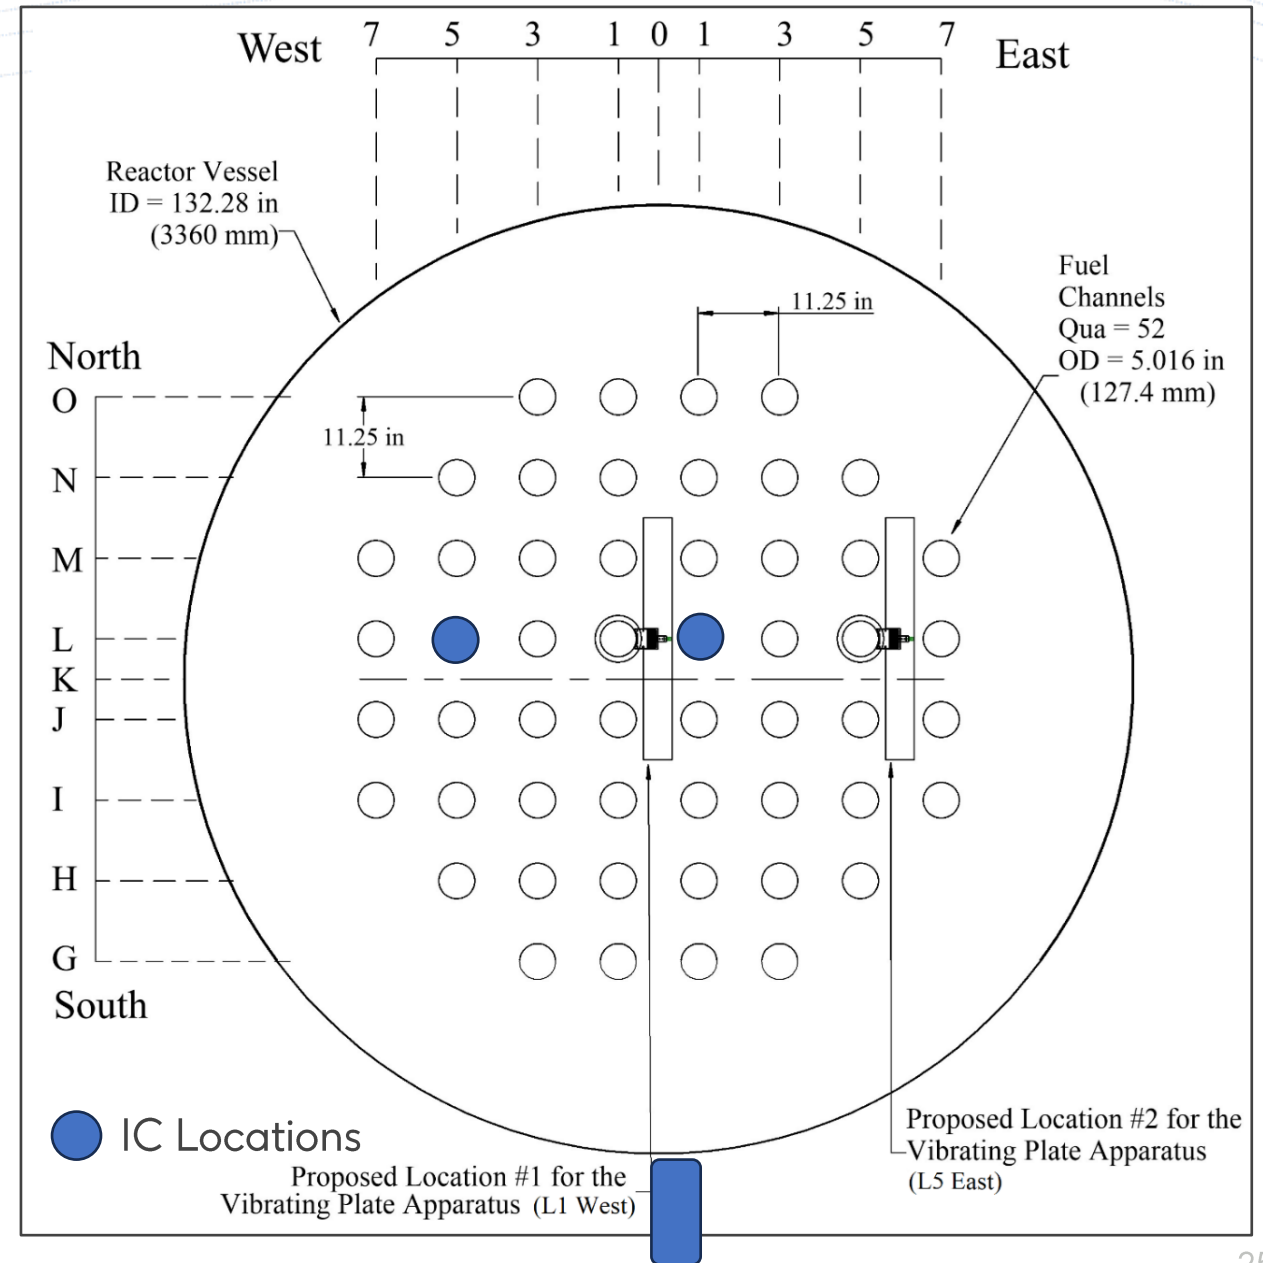 West 7 5 3 1 0 1 3 5 7 East
Reactor Vessel
ID = 132.28 in
(3360 mm)
Fuel
Channels
Qua = 52
OD = 5.016 in
(127.4 mm)
11.25 in
North
O
11.25 in
N
M
L
K
J
I
H
G
South
IC Locations
Proposed Location #1 for the
Vibrating Plate Apparatus (L1 West)
Proposed Location #2 for the
Vibrating Plate Apparatus
(L5 East)